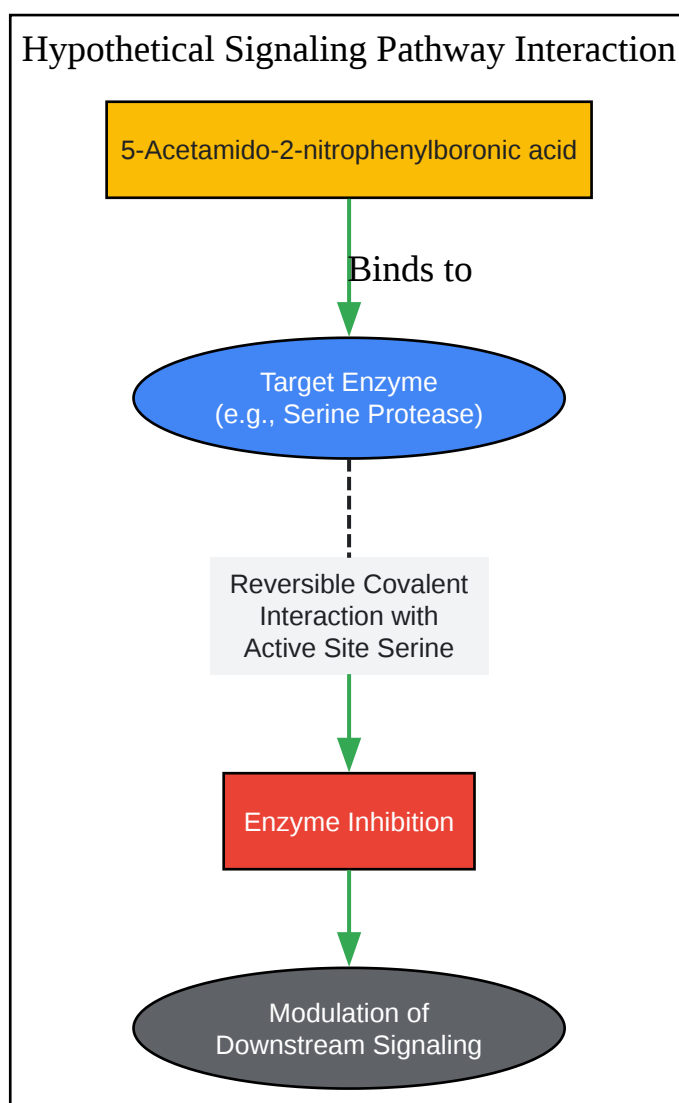 Hypothetical Signaling Pathway Interaction
5-Acetamido-2-nitrophenylboronic acid
Binds to
Target Enzyme
(e.g., Serine Protease)
Reversible Covalent
Interaction with
Active Site Serine
Enzyme Inhibition
Modulation of
Downstream Signaling